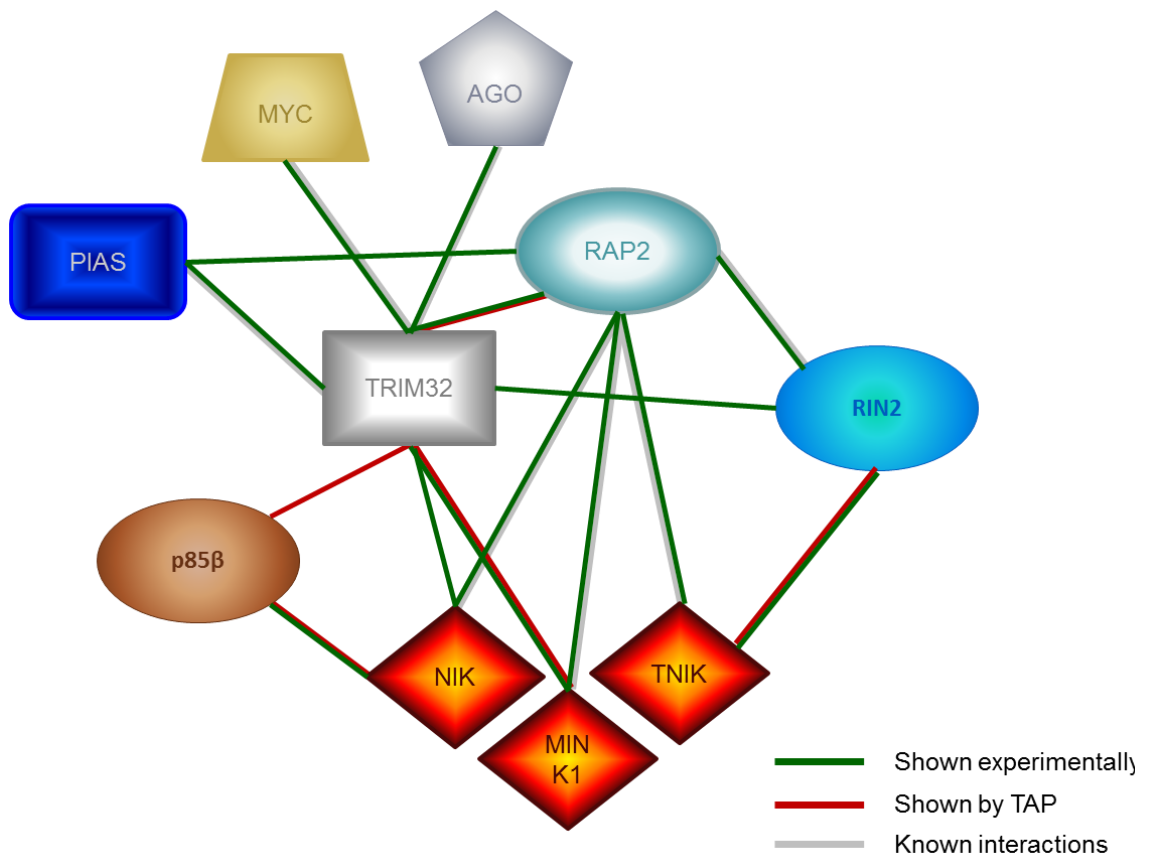 AGO
MYC
RAP2
PIAS
TRIM32
RIN2
p85β
NIK
TNIK
MIN
K1
Shown experimentally
Shown by TAP
Known interactions